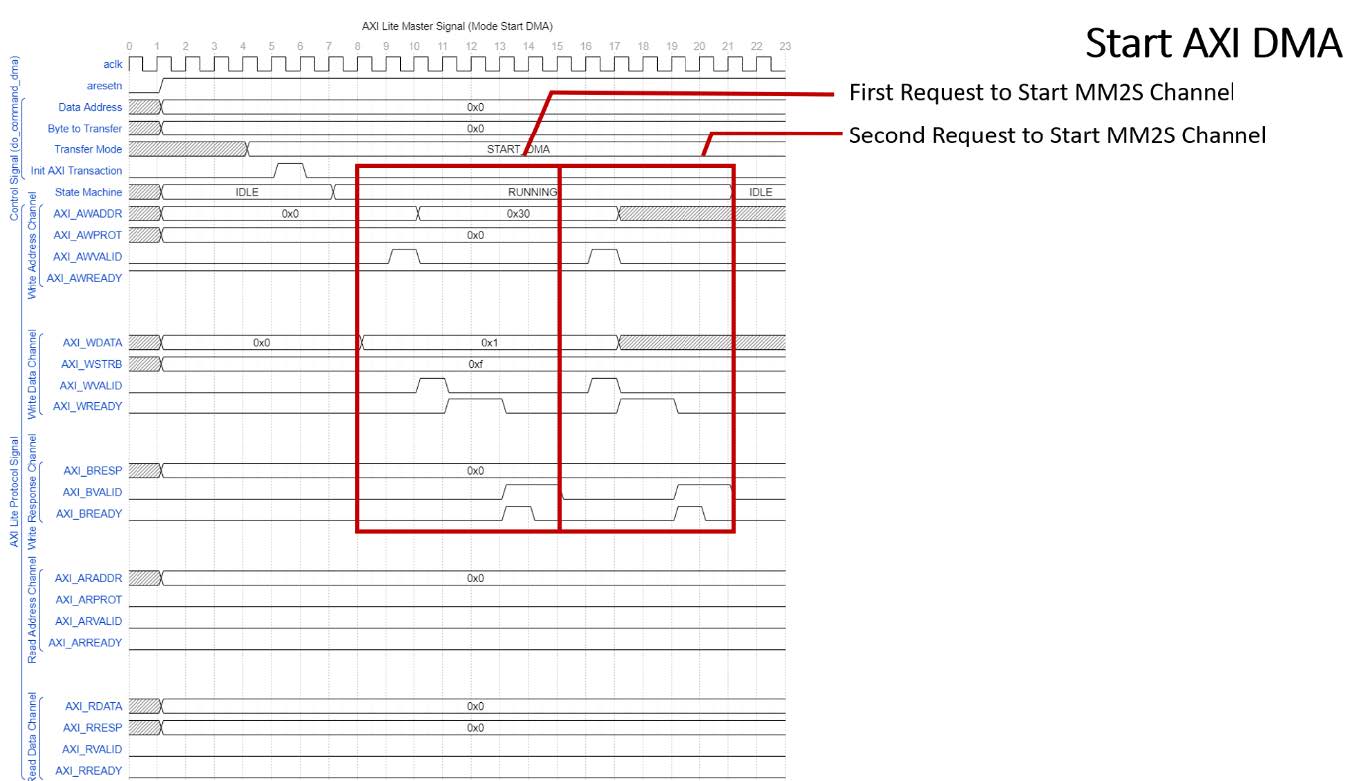 AXI Lite Master Signal (Mode Start DMA)
Start AXI DMA
0 1 2 3 4 5 6 7 8 9 10 11 12 13 14 15 16 17 18 19 20 21 22 23
aclk
First Request to Start MM2S Channel
aresetn
Control Signal (do_command_dma)
Data Address 0x0
Byte to Transfer 0x0
Second Request to Start MM2S Channel
Transfer Mode START_DMA
Init AXI Transaction
State Machine IDLE RUNNING IDLE
AXI Lite Protocol Signal
Write Address Channel
AXI_AWADDR 0x0 0x30
AXI_AWPROT 0x0
AXI_AWVALID
AXI_AWREADY
Write Data Channel
AXI_WDATA 0x0 0x1
AXI_WSTRB 0xf
AXI_WVALID
AXI_WREADY
Write Response Channel
AXI_BRESP 0x0
AXI_BVALID
AXI_BREADY
Read Address Channel
AXI_ARADDR 0x0
AXI_ARPROT
AXI_ARVALID
AXI_ARREADY
Read Data Channel
AXI_RDATA 0x0
AXI_RRESP 0x0
AXI_RVALID
AXI_RREADY